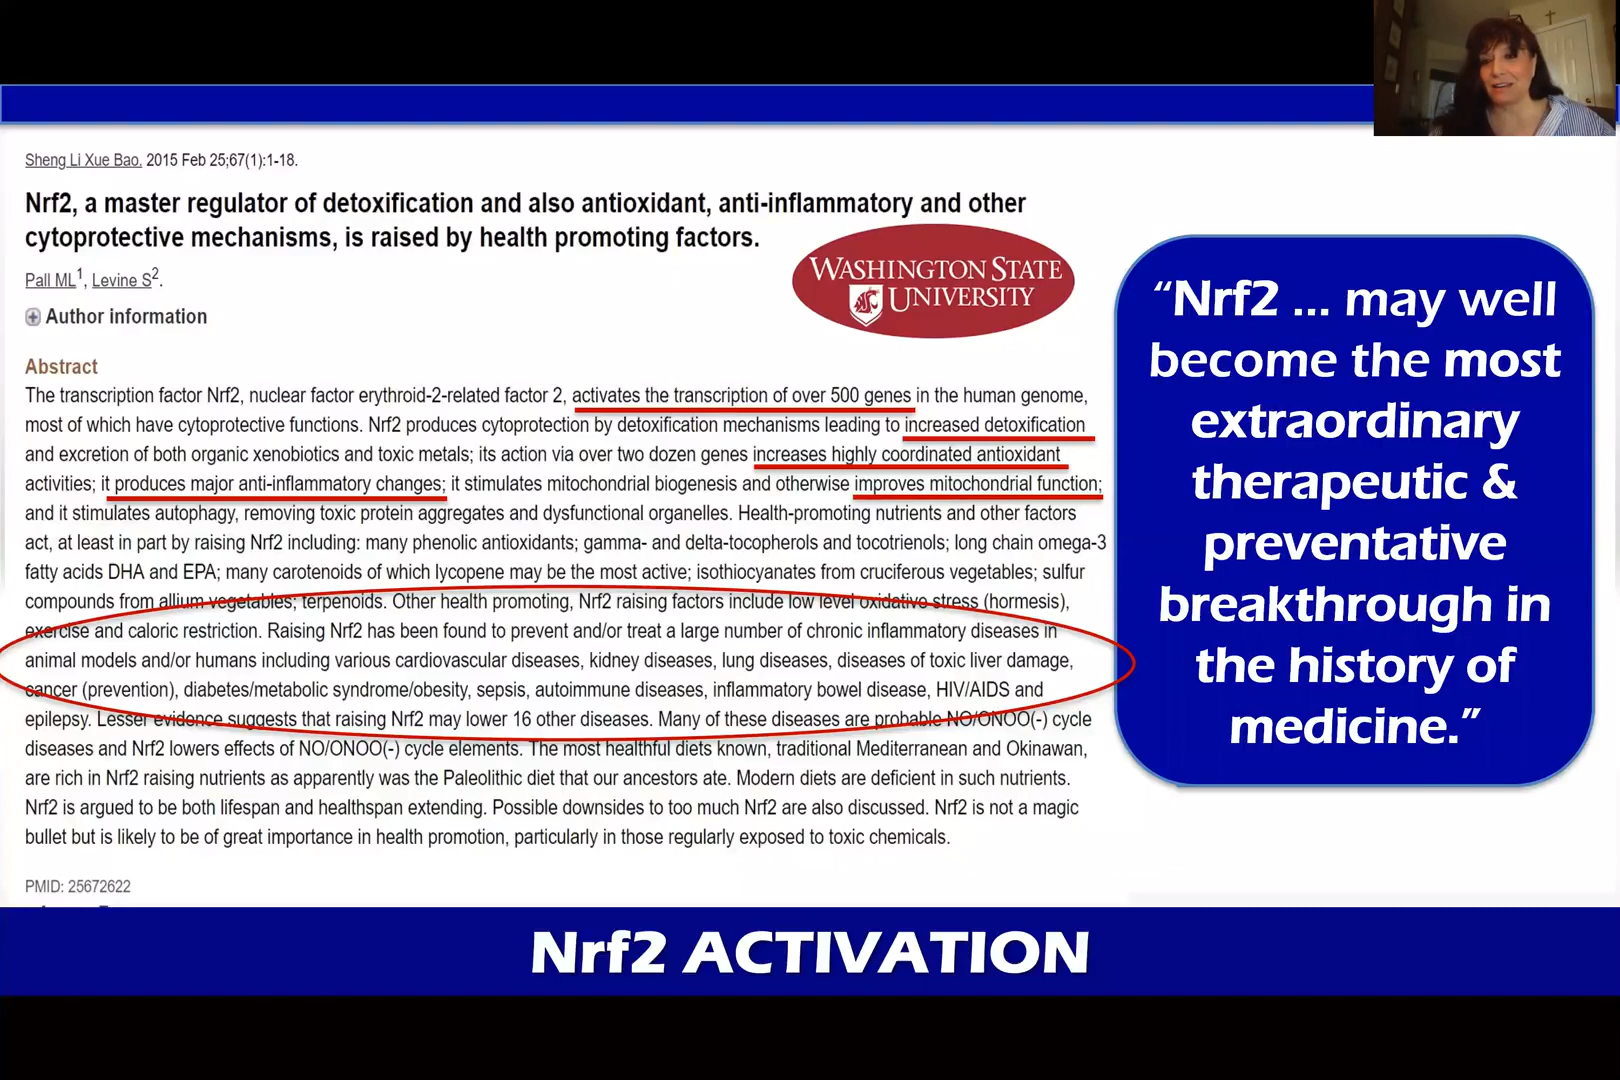 Sheng Li Xue Bao. 2015 Feb 25;67(1):1-18.
Nrf2, a master regulator of detoxification and also antioxidant, anti-inflammatory and other
cytoprotective mechanisms, is raised by health promoting factors.
Pall ML1, Levine S2.
Author information
WASHINGTON STATE
UNIVERSITY
Abstract
The transcription factor Nrf2, nuclear factor erythroid-2-related factor 2, activates the transcription of over 500 genes in the human genome,
most of which have cytoprotective functions. Nrf2 produces cytoprotection by detoxification mechanisms leading to increased detoxification
and excretion of both organic xenobiotics and toxic metals; its action via over two dozen genes increases highly coordinated antioxidant
activities; it produces major anti-inflammatory changes; it stimulates mitochondrial biogenesis and otherwise improves mitochondrial function;
and it stimulates autophagy, removing toxic protein aggregates and dysfunctional organelles. Health-promoting nutrients and other factors
act, at least in part by raising Nrf2 including: many phenolic antioxidants; gamma- and delta-tocopherols and tocotrienols; long chain omega-3
fatty acids DHA and EPA; many carotenoids of which lycopene may be the most active; isothiocyanates from cruciferous vegetables; sulfur
compounds from allium vegetables; terpenoids. Other health promoting, Nrf2 raising factors include low level oxidative stress (hormesis),
exercise and caloric restriction. Raising Nrf2 has been found to prevent and/or treat a large number of chronic inflammatory diseases in
animal models and/or humans including various cardiovascular diseases, kidney diseases, lung diseases, diseases of toxic liver damage,
cancer (prevention), diabetes/metabolic syndrome/obesity, sepsis, autoimmune diseases, inflammatory bowel disease, HIV/AIDS and
epilepsy. Lesser evidence suggests that raising Nrf2 may lower 16 other diseases. Many of these diseases are probable NO/ONOO(-) cycle
diseases and Nrf2 lowers effects of NO/ONOO(-) cycle elements. The most healthful diets known, traditional Mediterranean and Okinawan,
are rich in Nrf2 raising nutrients as apparently was the Paleolithic diet that our ancestors ate. Modern diets are deficient in such nutrients.
Nrf2 is argued to be both lifespan and healthspan extending. Possible downsides to too much Nrf2 are also discussed. Nrf2 is not a magic
bullet but is likely to be of great importance in health promotion, particularly in those regularly exposed to toxic chemicals.
PMID: 25672622
“Nrf2 ... may well
become the most
extraordinary
therapeutic &
preventative
breakthrough in
the history of
medicine.”
Nrf2 ACTIVATION